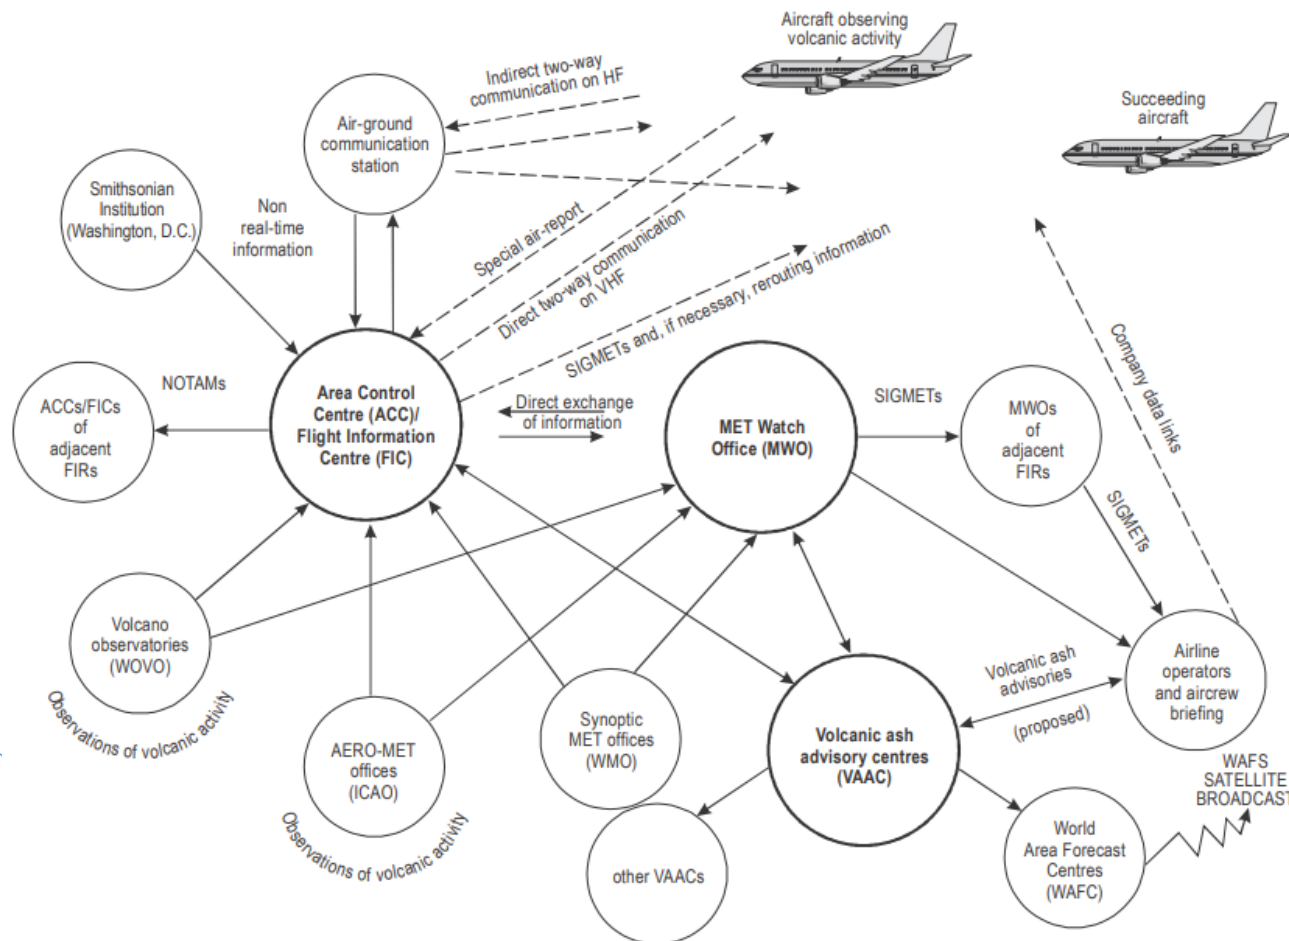 Aircraft observing
volcanic activity
Indirect two-way
communication on HF
Succeeding
aircraft
Air-ground
communication
station
Smithsonian
Institution
(Washington, D.C.)
Non
real-time
information
Special air-report
Direct two-way communication
on VHF
SIGMETs and, if necessary, rerouting information
Company data links
NOTAMs
ACCs/FICs
of
adjacent
FIRs
Area Control
Centre (ACC)/
Flight Information
Centre (FIC)
Direct exchange
of information
MET Watch
Office (MWO)
SIGMETs
MWOs
of
adjacent
FIRs
SIGMETs
Volcano
observatories
(WOVO)
Observations of volcanic activity
AERO-MET
offices
(ICAO)
Observations of volcanic activity
Synoptic
MET offices
(WMO)
Volcanic ash
advisory centres
(VAAC)
Volcanic ash
advisories
(proposed)
Airline
operators
and aircrew
briefing
WAFS
SATELLITE
BROADCAST
other VAACs
World
Area Forecast
Centres
(WAFC)